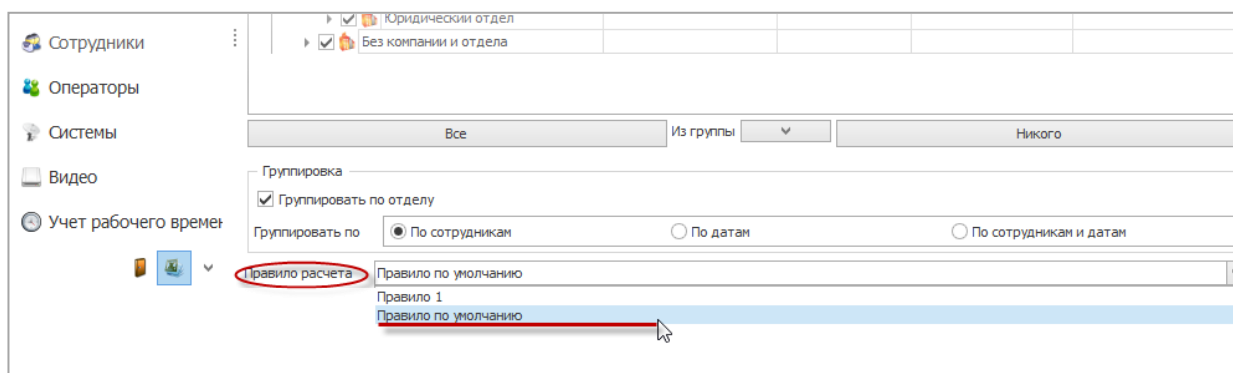 Юридический отдел
Сотрудники
Без компании и отдела
Операторы
Системы
Все
Из группы
Никого
Видео
Группировка
Группировать по отделу
Учет рабочего времен
Группировать по
По сотрудникам
По датам
По сотрудникам и датам
Правило расчета
Правило по умолчанию
Правило 1
Правило по умолчанию